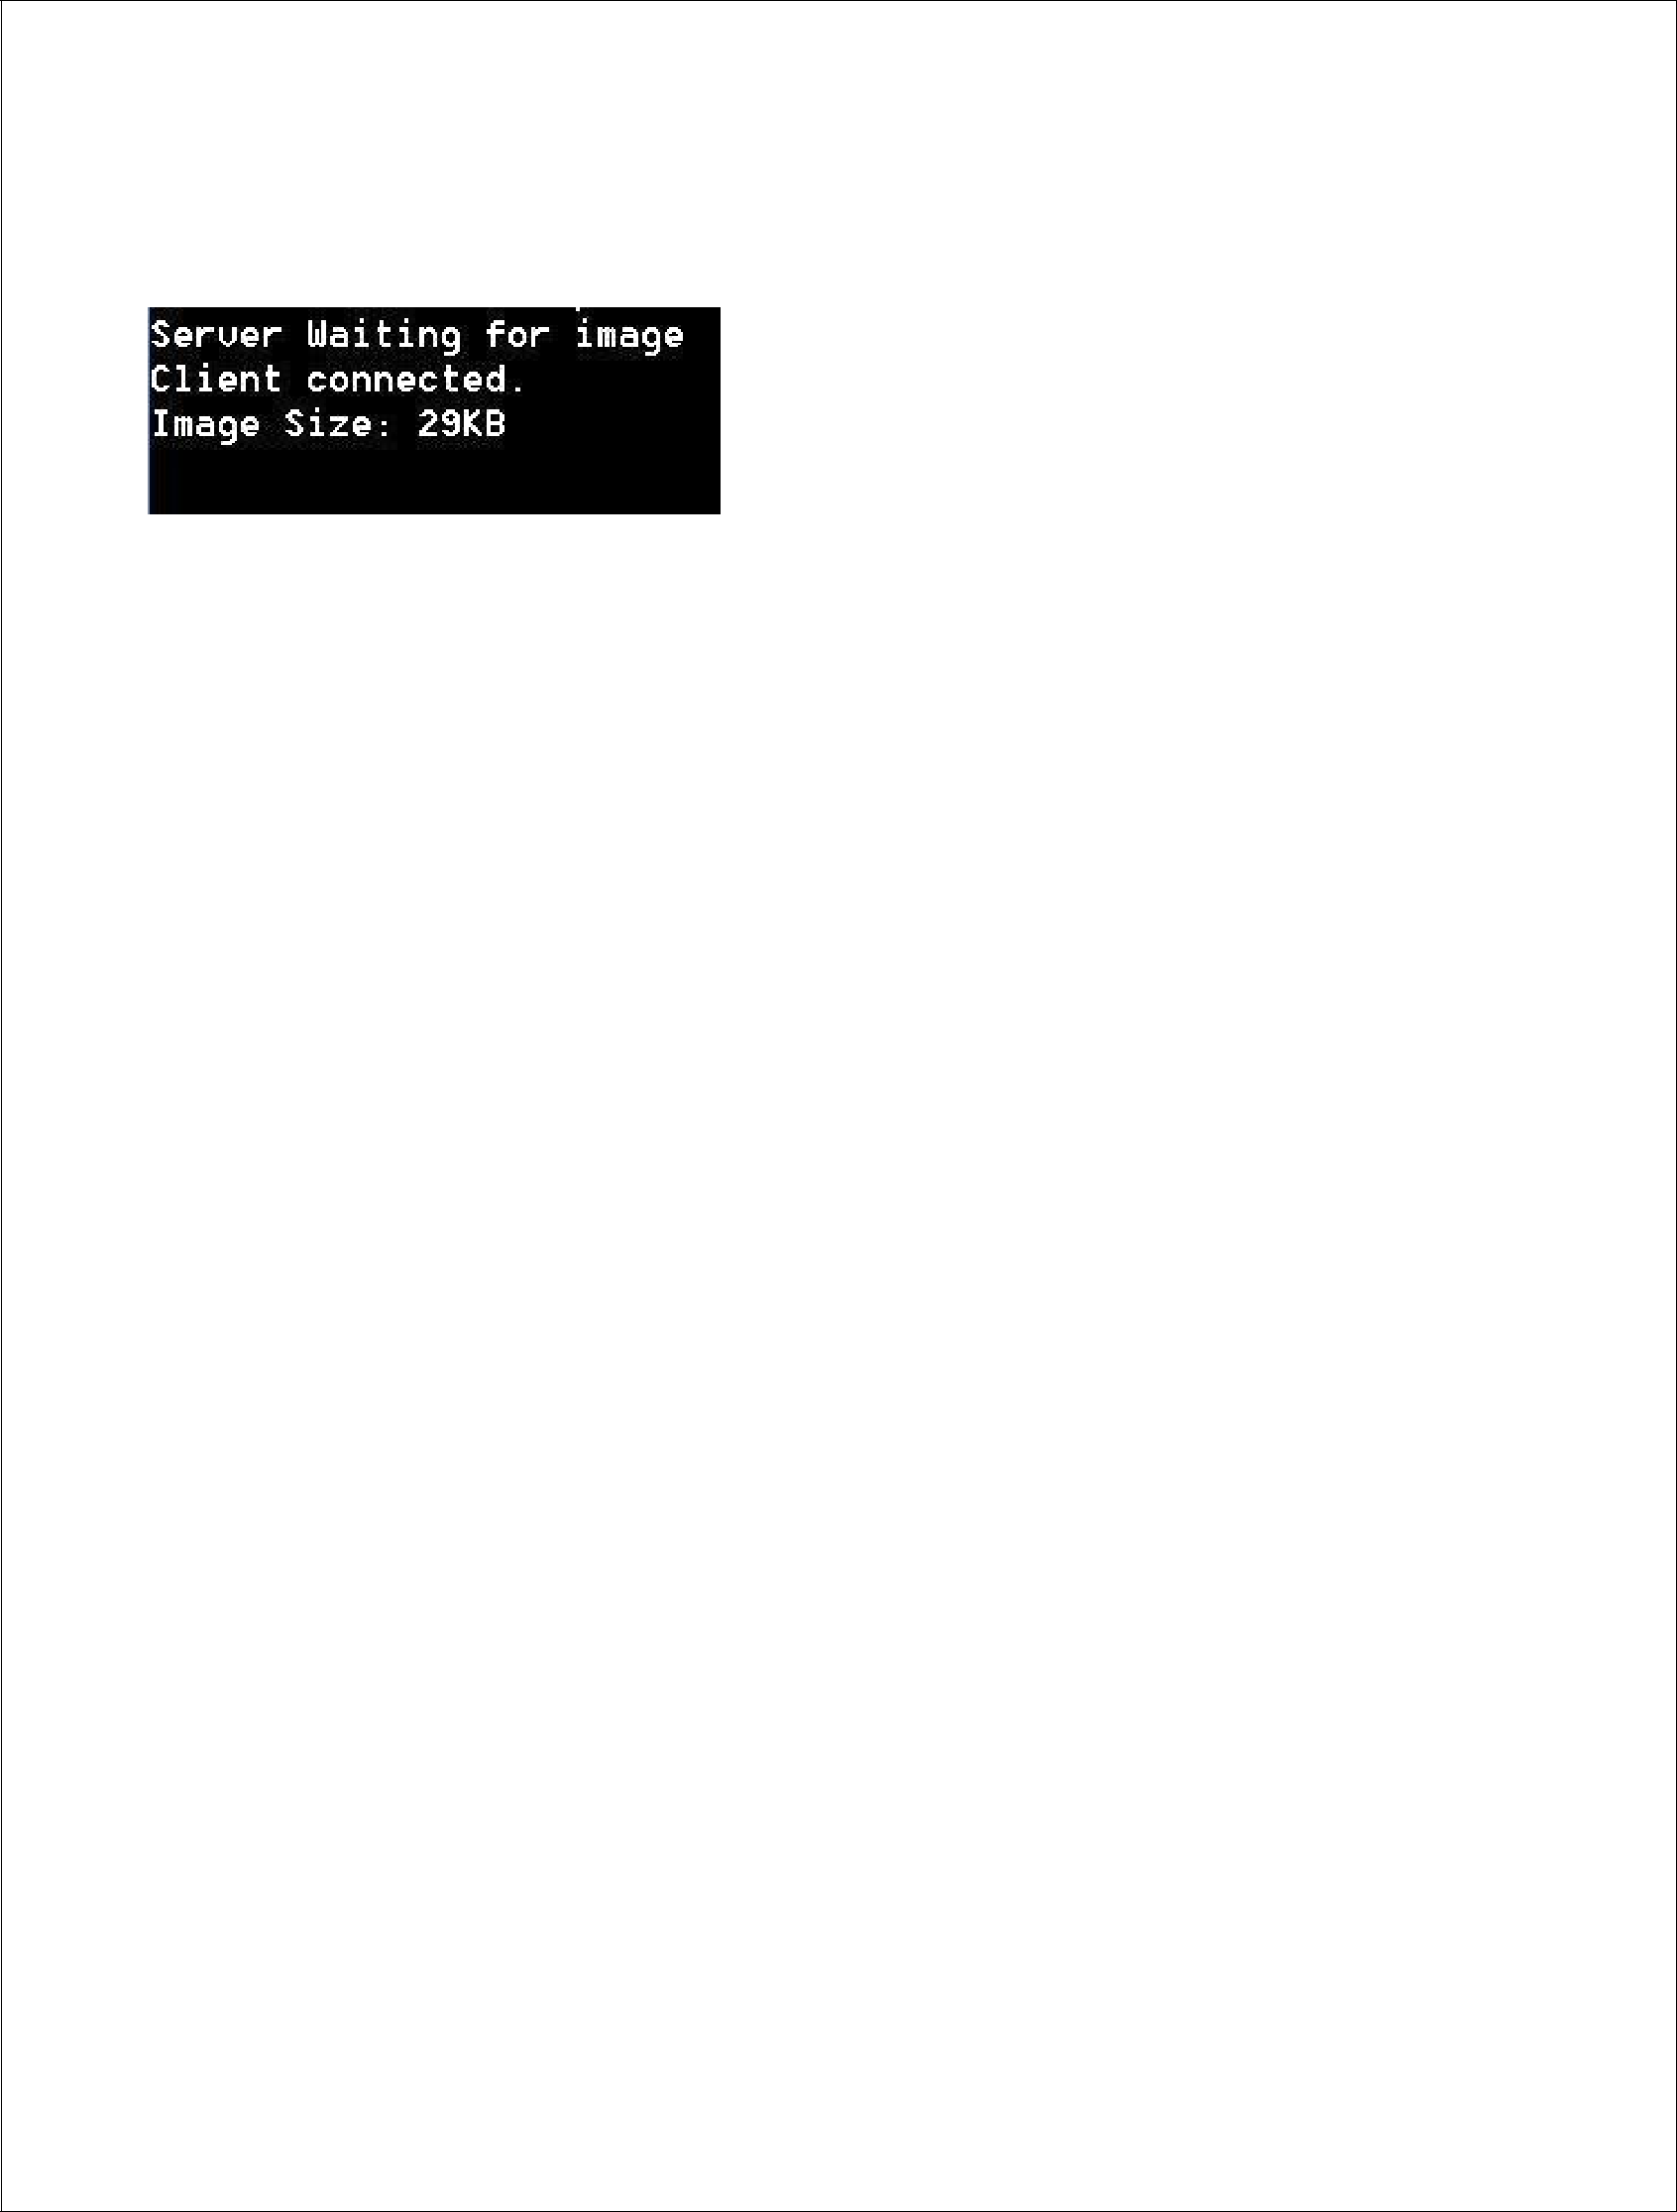 Server Waiting for image
Client connected.
Image Size: 29KB